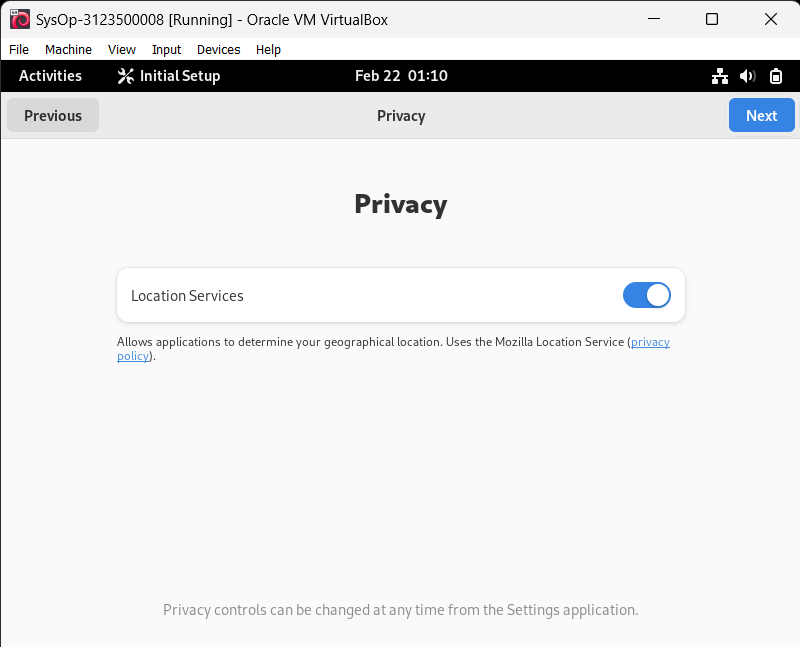 SysOp-3123500008 [Running] - Oracle VM VirtualBox
File Machine View Input Devices Help
Activities Initial Setup Feb 22 01:10
Previous Privacy Next
Privacy
Location Services
Allows applications to determine your geographical location. Uses the Mozilla Location Service (privacy
policy).
Privacy controls can be changed at any time from the Settings application.